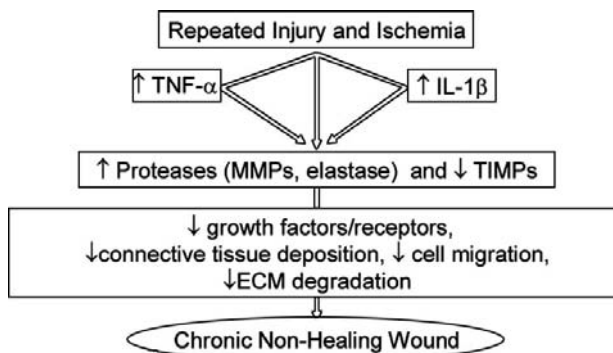 Repeated Injury and Ischemia
↑ TNF-α
↑ IL-1β
↑ Proteases (MMPs, elastase) and ↓ TIMPs
↓ growth factors/receptors,
↓connective tissue deposition, ↓ cell migration,
↓ECM degradation
Chronic Non-Healing Wound